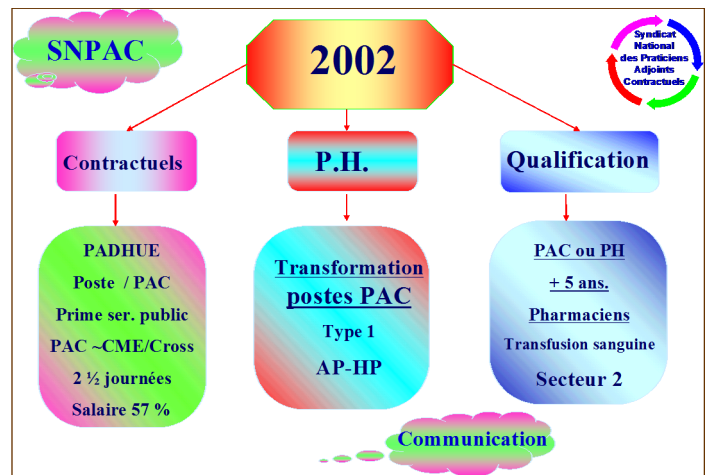 SNPAC
2002
Syndicat
National
des Praticiens
Adjoints
Contractuels
Contractuels
P.H.
Qualification
PADHUE
Poste / PAC
Prime ser. public
PAC ~CME/Cross
2 ½ journées
Salaire 57 %
Transformation
postes PAC
Type 1
AP-HP
PAC ou PH
+ 5 ans.
Pharmaciens
Transfusion sanguine
Secteur 2
Communication